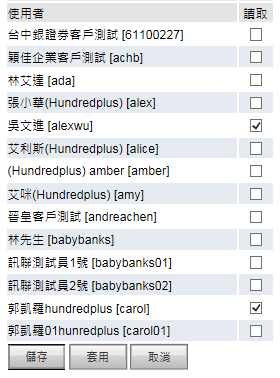 使用者 讀取
台中銀證券客戶測試 [61100227]
穎佳企業客戶測試 [achb]
林艾達 [ada]
張小華(Hundredplus) [alex]
吳文進 [alexwu]
艾利斯(Hundredplus) [alice]
(Hundredplus) amber [amber]
艾咪(Hundredplus) [amy]
晉皇客戶測試 [andreachen]
林先生 [babybanks]
訊聯測試員1號 [babybanks01]
訊聯測試員2號 [babybanks02]
郭凱羅hundredplus [carol]
郭凱羅01hunredplus [carol01]
儲存 套用 取消